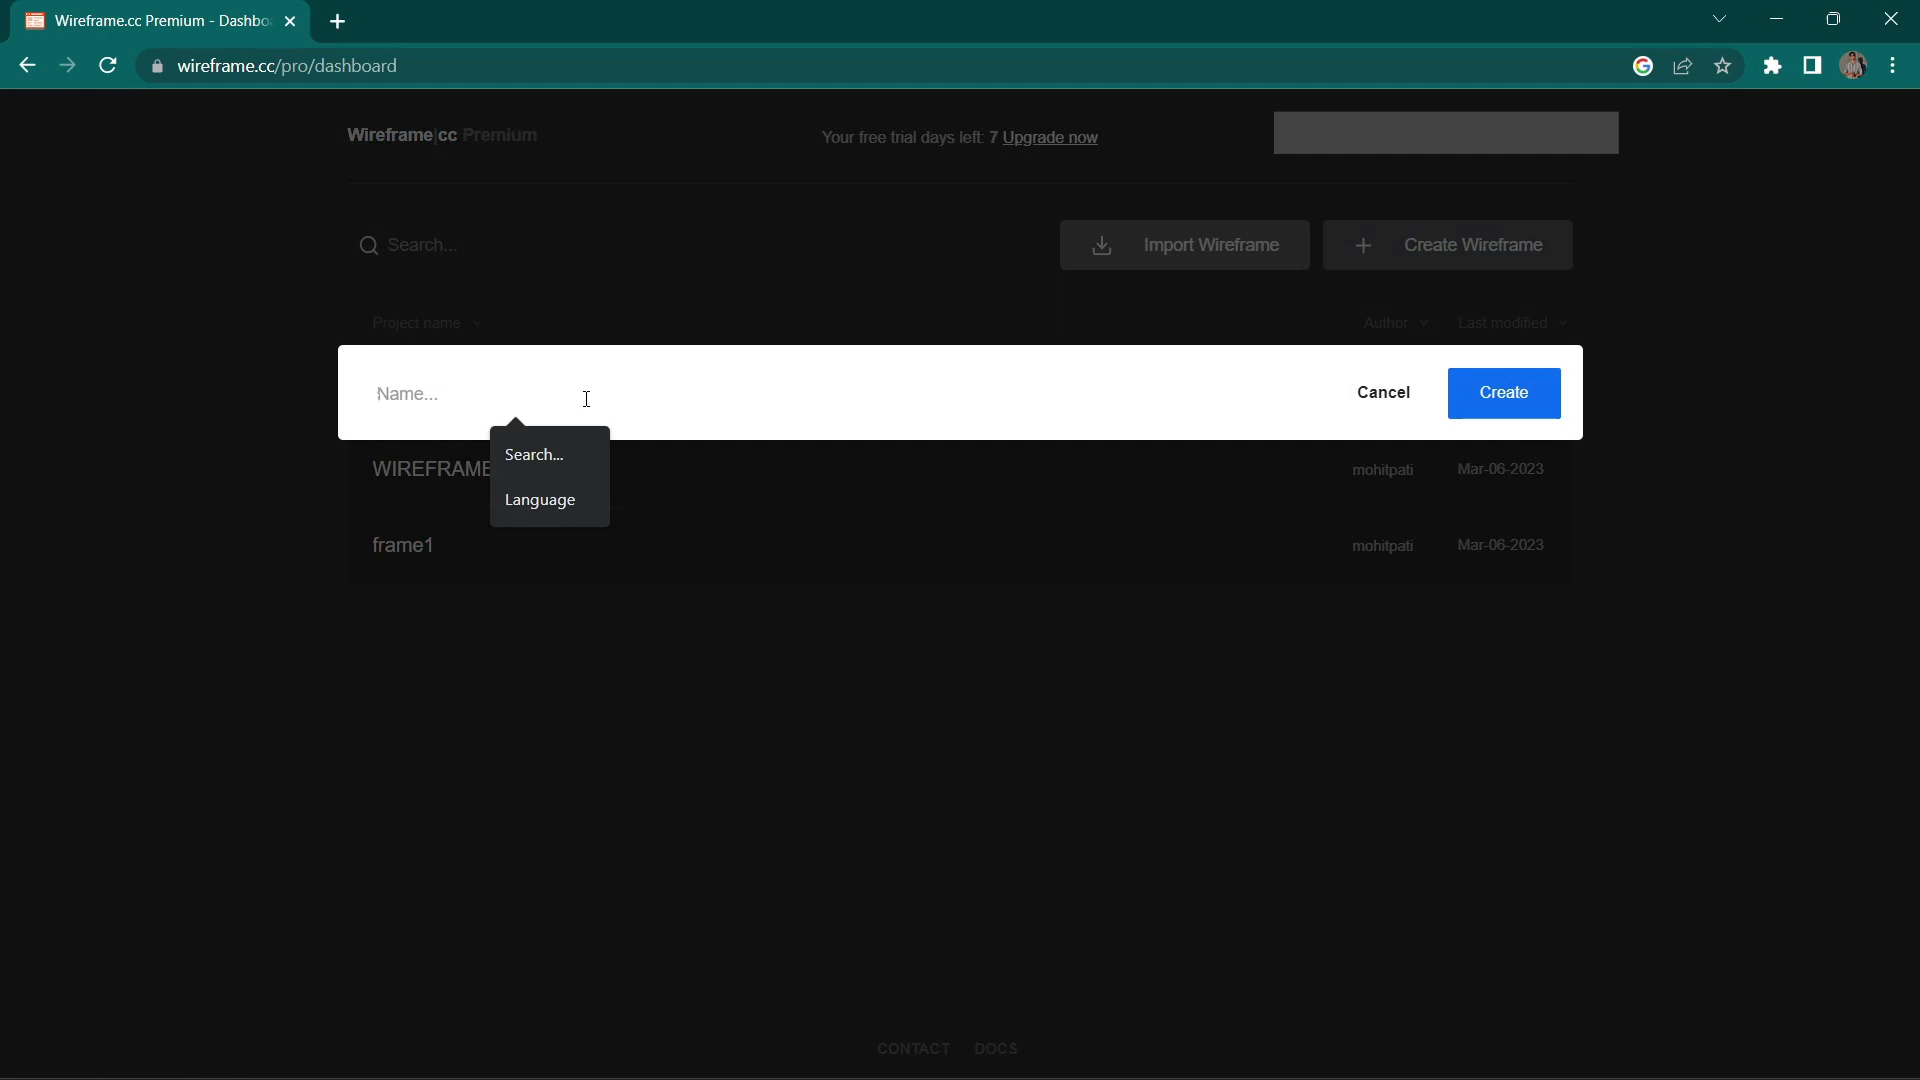 Wireframe.cc Premium - Dashbo
wireframe.cc/pro/dashboard
Wireframe|cc Premium
Your free trial days left: 7 Upgrade now
Search...
Import Wireframe
Create Wireframe
Project name
Author
Last modified
Name...
Cancel
Create
Search...
Language
WIREFRAME
mohitpati
Mar-06-2023
frame1
mohitpati
Mar-06-2023
CONTACT
DOCS